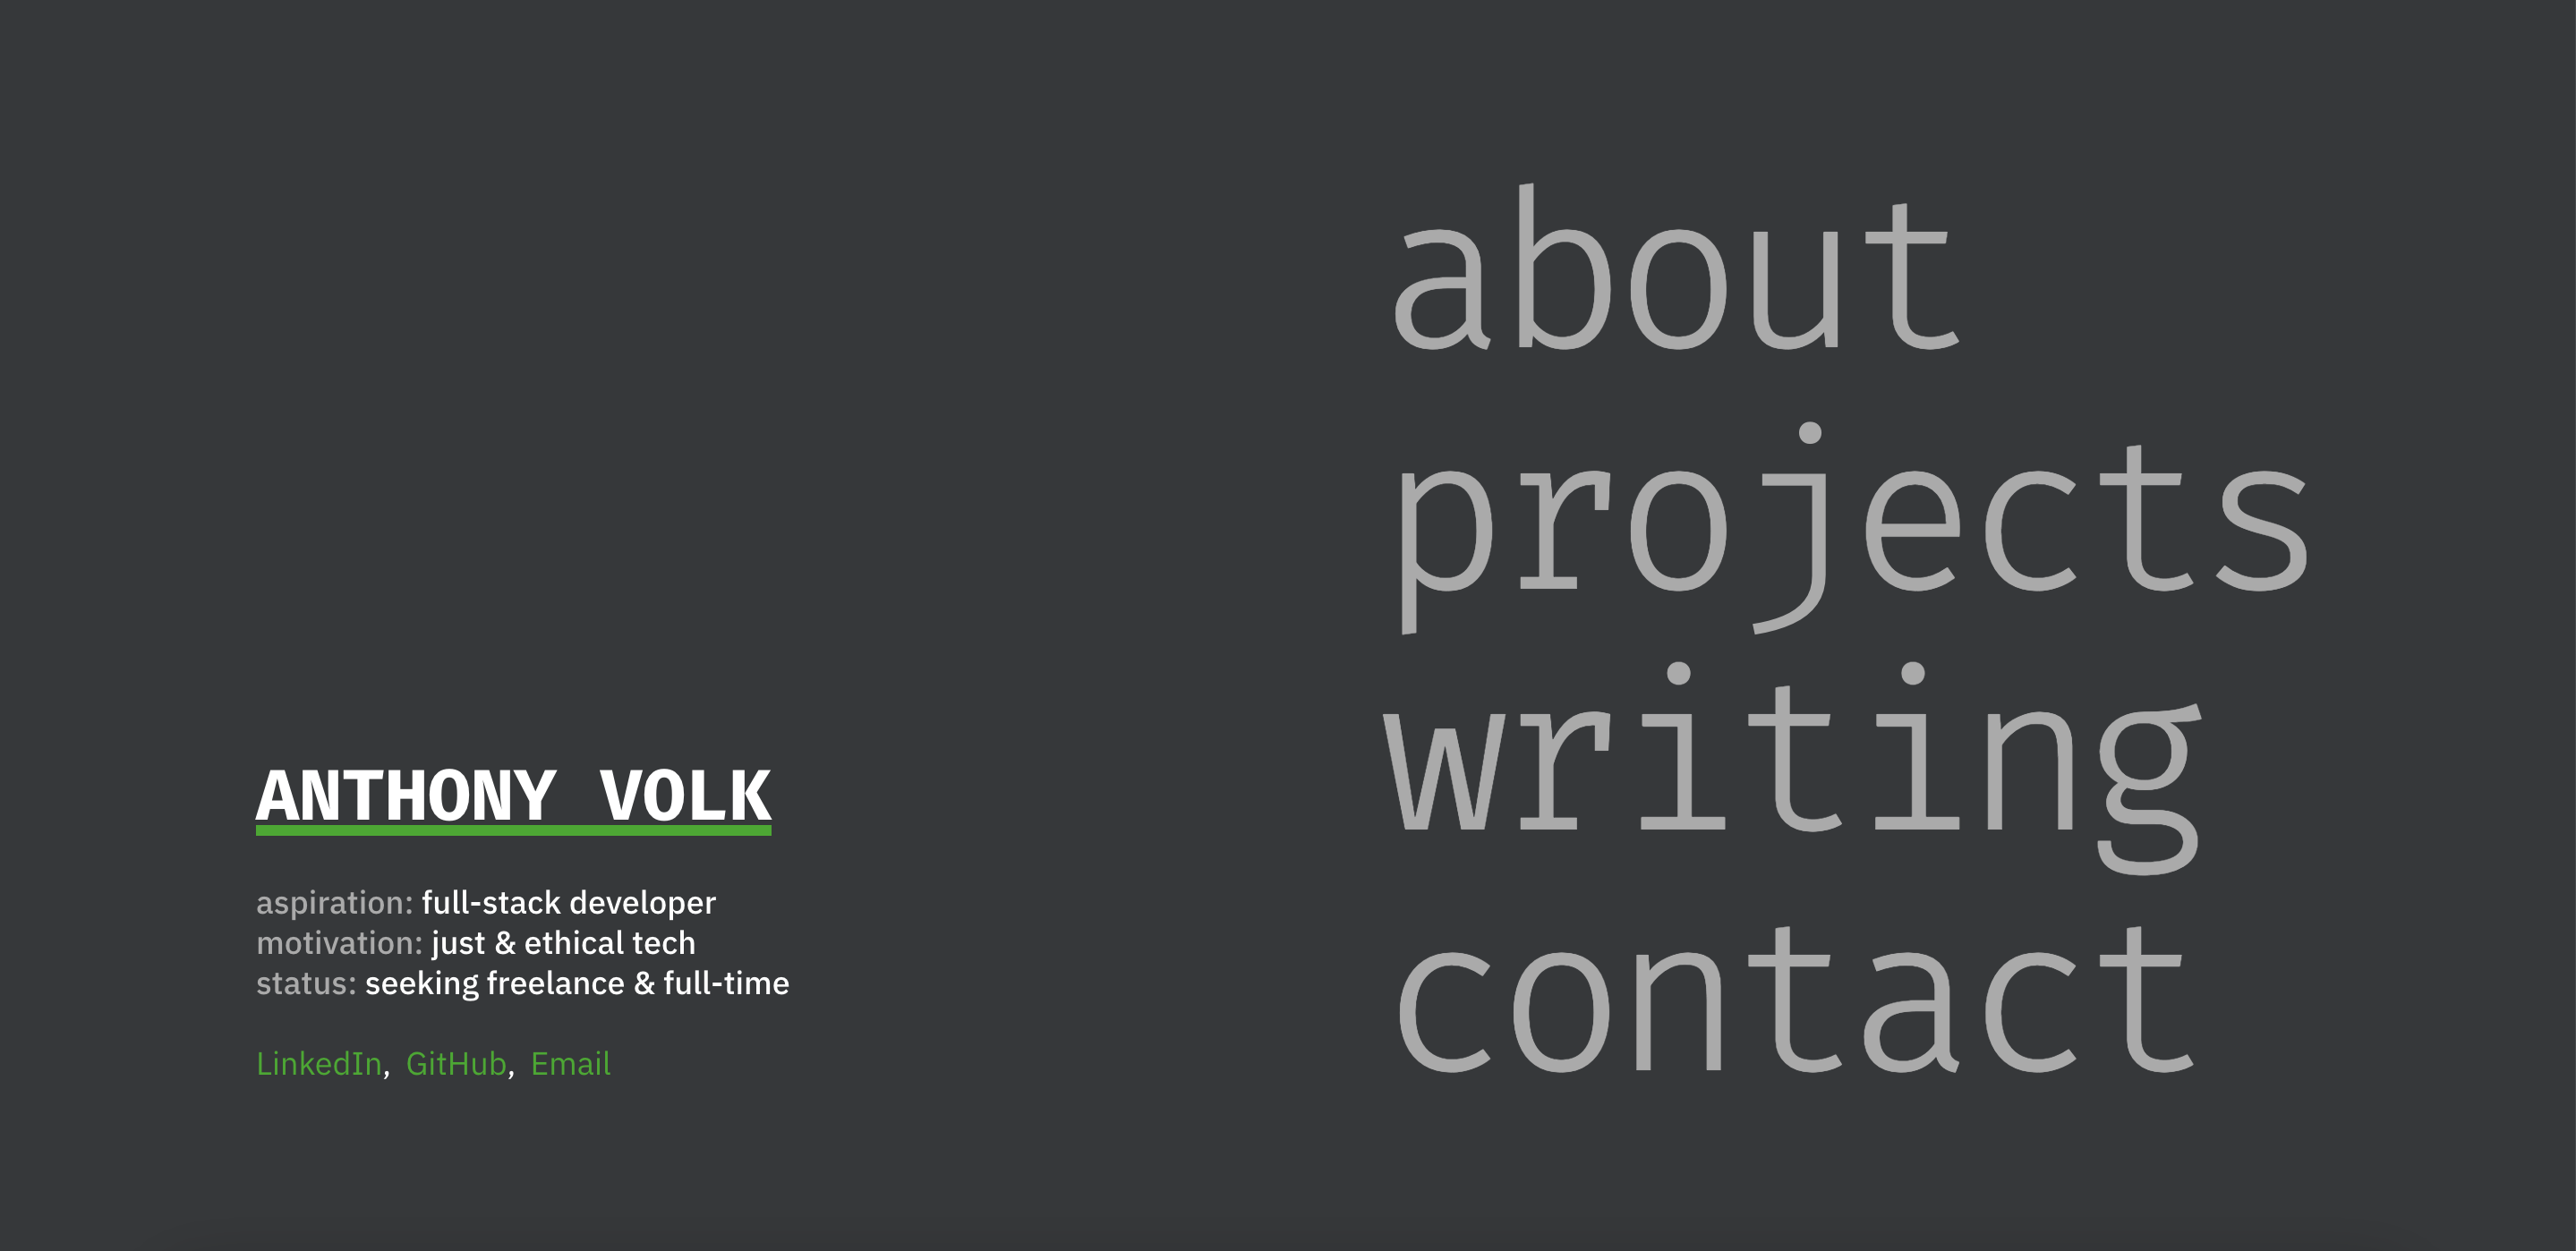 ANTHONY VOLK
aspiration: full-stack developer
motivation: just & ethical tech
status: seeking freelance & full-time
LinkedIn, GitHub, Email
about
projects
writing
contact